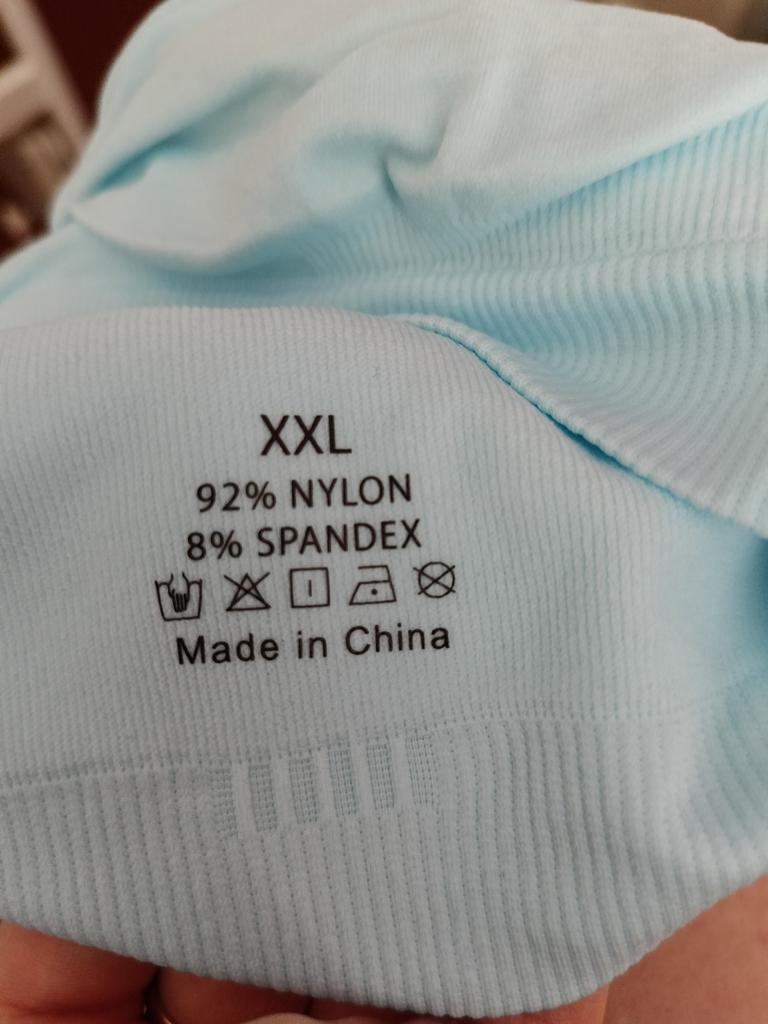 XXL
92% NYLON
8% SPANDEX
Made in China